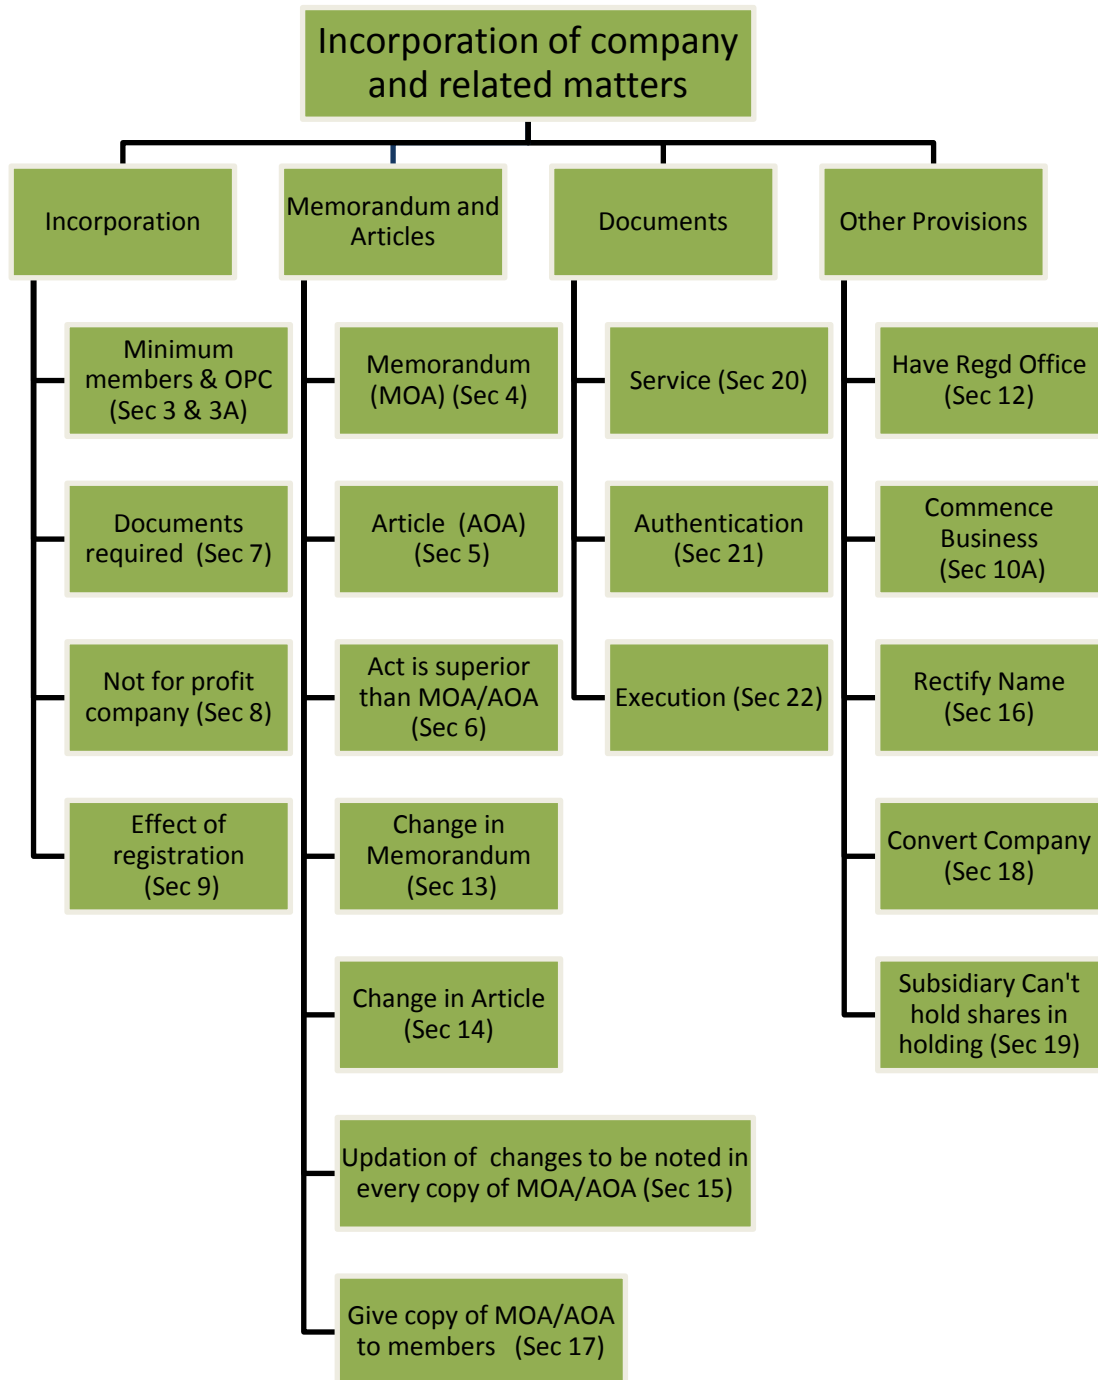 Incorporation of company
and related matters
Incorporation
Memorandum and
Articles
Documents
Other Provisions
Minimum
members & OPC
(Sec 3 & 3A)
Documents
required (Sec 7)
Not for profit
company (Sec 8)
Effect of
registration
(Sec 9)
Memorandum
(MOA) (Sec 4)
Article (AOA)
(Sec 5)
Act is superior
than MOA/AOA
(Sec 6)
Change in
Memorandum
(Sec 13)
Change in Article
(Sec 14)
Updation of changes to be noted in
every copy of MOA/AOA (Sec 15)
Give copy of MOA/AOA
to members (Sec 17)
Service (Sec 20)
Authentication
(Sec 21)
Execution (Sec 22)
Have Regd Office
(Sec 12)
Commence
Business
(Sec 10A)
Rectify Name
(Sec 16)
Convert Company
(Sec 18)
Subsidiary Can't
hold shares in
holding (Sec 19)